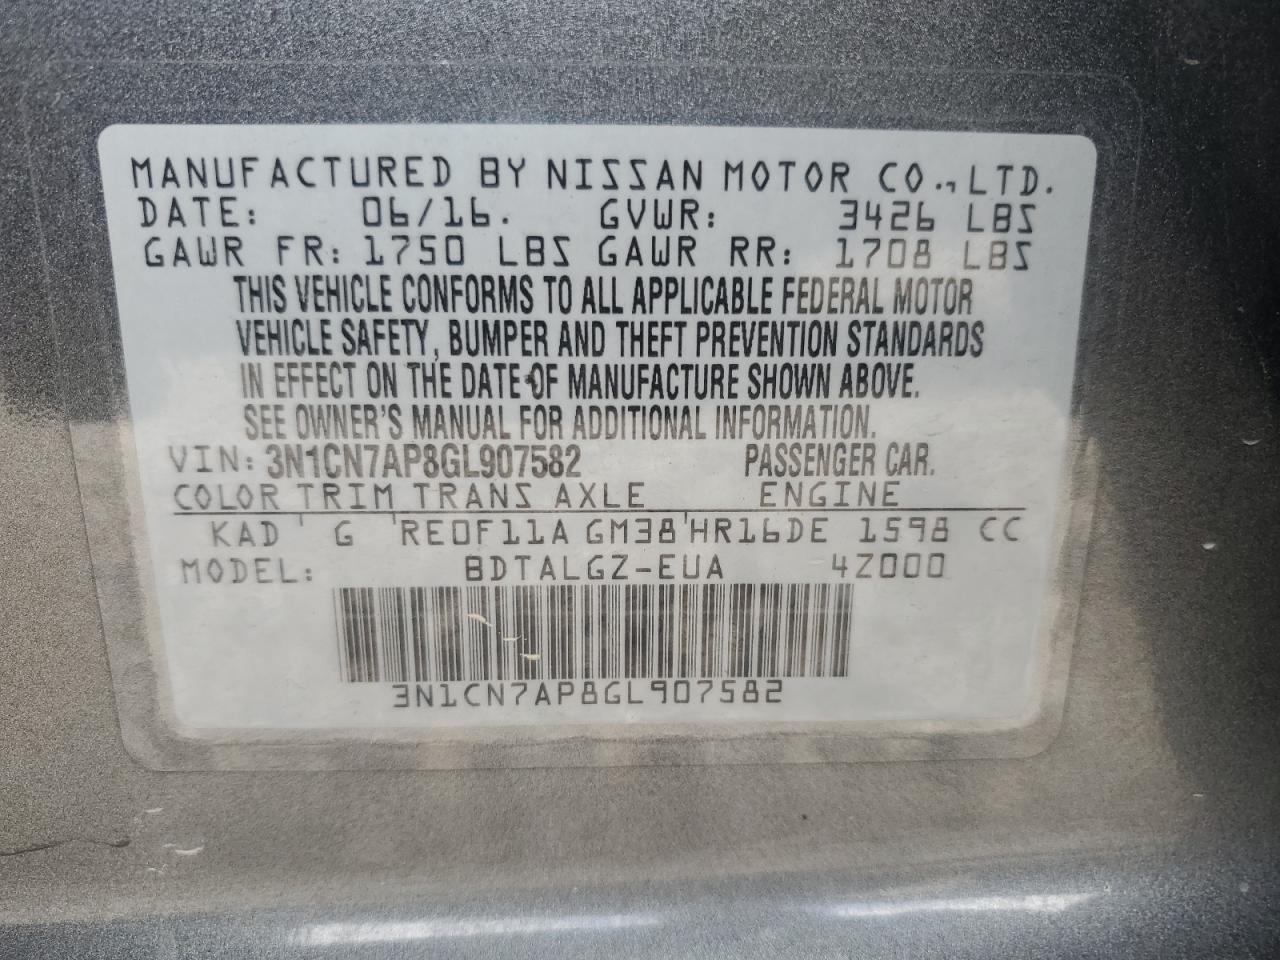 MANUFACTURED BY NISSAN MOTOR CO., LTD.
DATE: 06/16. GVWR: 3426 LBS
GAWR FR: 1750 LBS GAWR RR: 1708 LBS
THIS VEHICLE CONFORMS TO ALL APPLICABLE FEDERAL MOTOR
VEHICLE SAFETY, BUMPER AND THEFT PREVENTION STANDARDS
IN EFFECT ON THE DATE OF MANUFACTURE SHOWN ABOVE.
SEE OWNER'S MANUAL FOR ADDITIONAL INFORMATION.
VIN: 3N1CN7AP8GL907582 PASSENGER CAR.
COLOR TRIM TRANS AXLE ENGINE
KAD ' G ' RE0F11A GM38 ' HR16DE 1598 CC
MODEL: BDTALGZ-EUA 4Z000
3N1CN7AP8GL907582